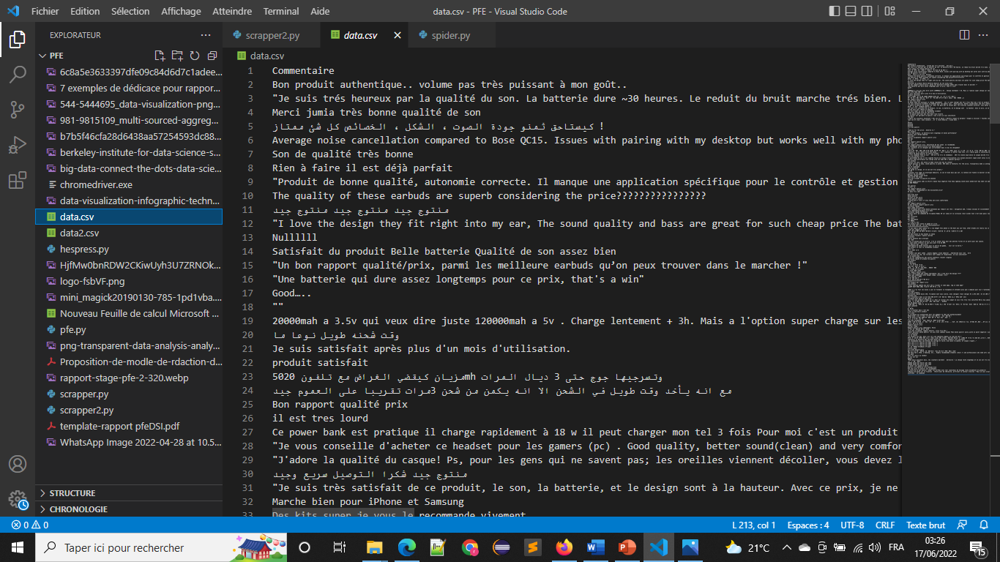 Fichier Edition Sélection Affichage Atteindre Terminal Aide
data.csv - PFE - Visual Studio Code
EXPLORATEUR
PFE
6c8a5e3633397dfe09c84d6d7c1adee...
7 exemples de dédicace pour rappor...
544-5444695_data-visualization-png...
981-9815109_multi-sourced-aggreg...
b7b5f46cfa28d6438aa57254593dc88...
berkeley-institute-for-data-science-s...
big-data-connect-the-dots-data-scie...
chromedriver.exe
data-visualization-infographic-techn...
data.csv
data2.csv
hespress.py
HjfMw0bnRDW2CKiwUyh3U7ZRNOk...
logo-fsbVF.png
mini_magick20190130-785-1pd1vba...
Nouveau Feuille de calcul Microsoft ...
pfe.py
png-transparent-data-analysis-analy...
Proposition-de-modle-de-rdaction-d...
rapport-stage-pfe-2-320.webp
scrapper.py
scrapper2.py
template-rapport pfeDSI.pdf
WhatsApp Image 2022-04-28 at 10.5...
STRUCTURE
CHRONOLOGIE
scrapper2.py data.csv spider.py
data.csv
1 Commentaire
2 Bon produit authentique.. volume pas très puissant à mon goût..
3 "Je suis trés heureux par la qualité du son. La batterie dure ~30 heures. Le reduit du bruit marche trés bien. L
4 Merci jumia très bonne qualité de son
5 كيستاحق ثمنو جودة الصوت ، الشكل ، الخصائص كل شئ ممتاز !
6 Average noise cancellation compared to Bose QC15. Issues with pairing with my desktop but works well with my pho
7 Son de qualité très bonne
8 Rien à faire il est déjà parfait
9 "Produit de bonne qualité, autonomie correcte. Il manque une application spécifique pour le contrôle et gestion
10 The quality of these earbuds are superb considering the price????????????????
11 منتوج جيد منتوج جيد منتوج جيد
12 "I love the design they fit right into my ear, The sound quality and bass are great for such cheap price The bat
13 Nullllll
14 Satisfait du produit Belle batterie Qualité de son assez bien
15 "Un bon rapport qualité/prix, parmi les meilleure earbuds qu’on peux trouver dans le marcher !"
16 "Une batterie qui dure assez longtemps pour ce prix, that's a win"
17 Good…..
18 ""
19 20000mah a 3.5v qui veux dire juste 120000mah a 5v . Charge lentement + 3h. Mais a l'option super charge sur les
20 وقت شحنه طويل نوعا ما
21 Je suis satisfait après plus d'un mois d'utilisation.
22 produit satisfait
23 مزيان كيقضي الغراض مع تلفون 5020mh وتسرجيها جوج حتى 3 ديال المرات
24 مع انه يأخد وقت طويل في الشحن الا انه يكمن من شحن 3مرات تقريبا على العموم جيد
25 Bon rapport qualité prix
26 il est tres lourd
27 Ce power bank est pratique il charge rapidement à 18 w il peut charger mon tel 3 fois Pour moi c'est un produit
28 "Je vous conseille d'acheter ce headset pour les gamers (pc) . Good quality, better sound(clean) and very comfor
29 "J'adore la qualité du casque! Ps, pour les gens qui ne savent pas; les oreilles viennent décoller, vous devez l
30 منتوج جيد شكرا التوصيل سريع وجيد
31 "Je suis très satisfait de ce produit, le son, la batterie, et le design sont à la hauteur. Avec ce prix, je ne
32 Marche bien pour iPhone et Samsung
33 Des kits super je vous le recommande vivement
0 0
L 213, col 1 Espaces : 4 UTF-8 CRLF Texte brut
Taper ici pour rechercher
21°C
FRA
03:26
17/06/2022
15